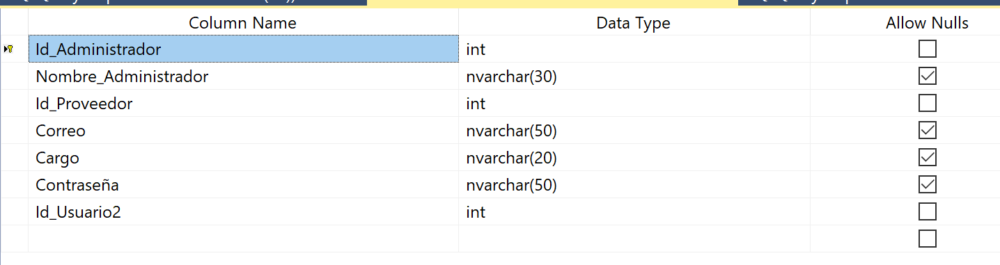 Column Name Data Type Allow Nulls
Id_Administrador int
Nombre_Administrador nvarchar(30)
Id_Proveedor int
Correo nvarchar(50)
Cargo nvarchar(20)
Contraseña nvarchar(50)
Id_Usuario2 int